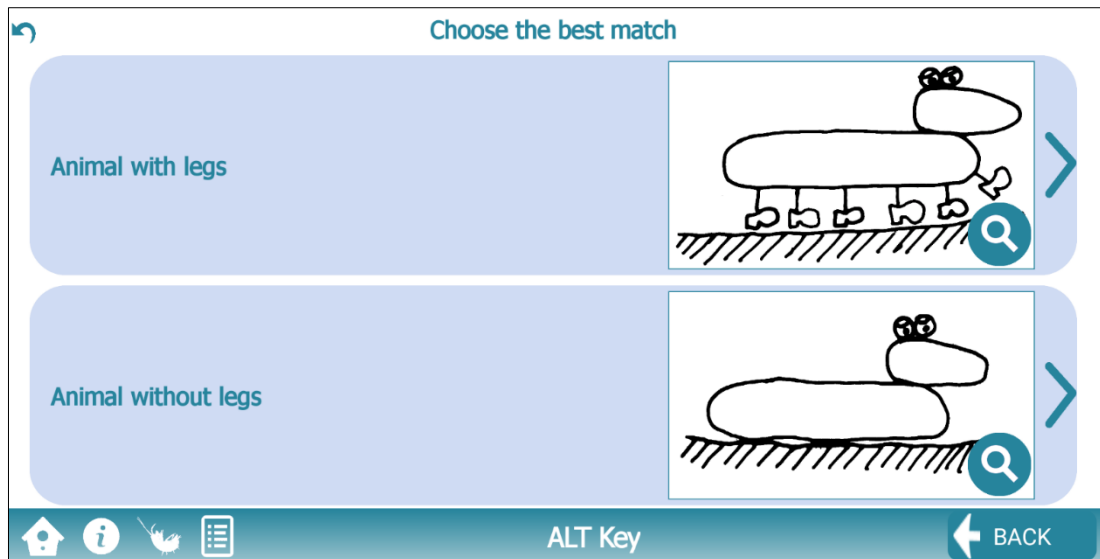 Choose the best match
Animal with legs
Animal without legs
ALT Key
BACK